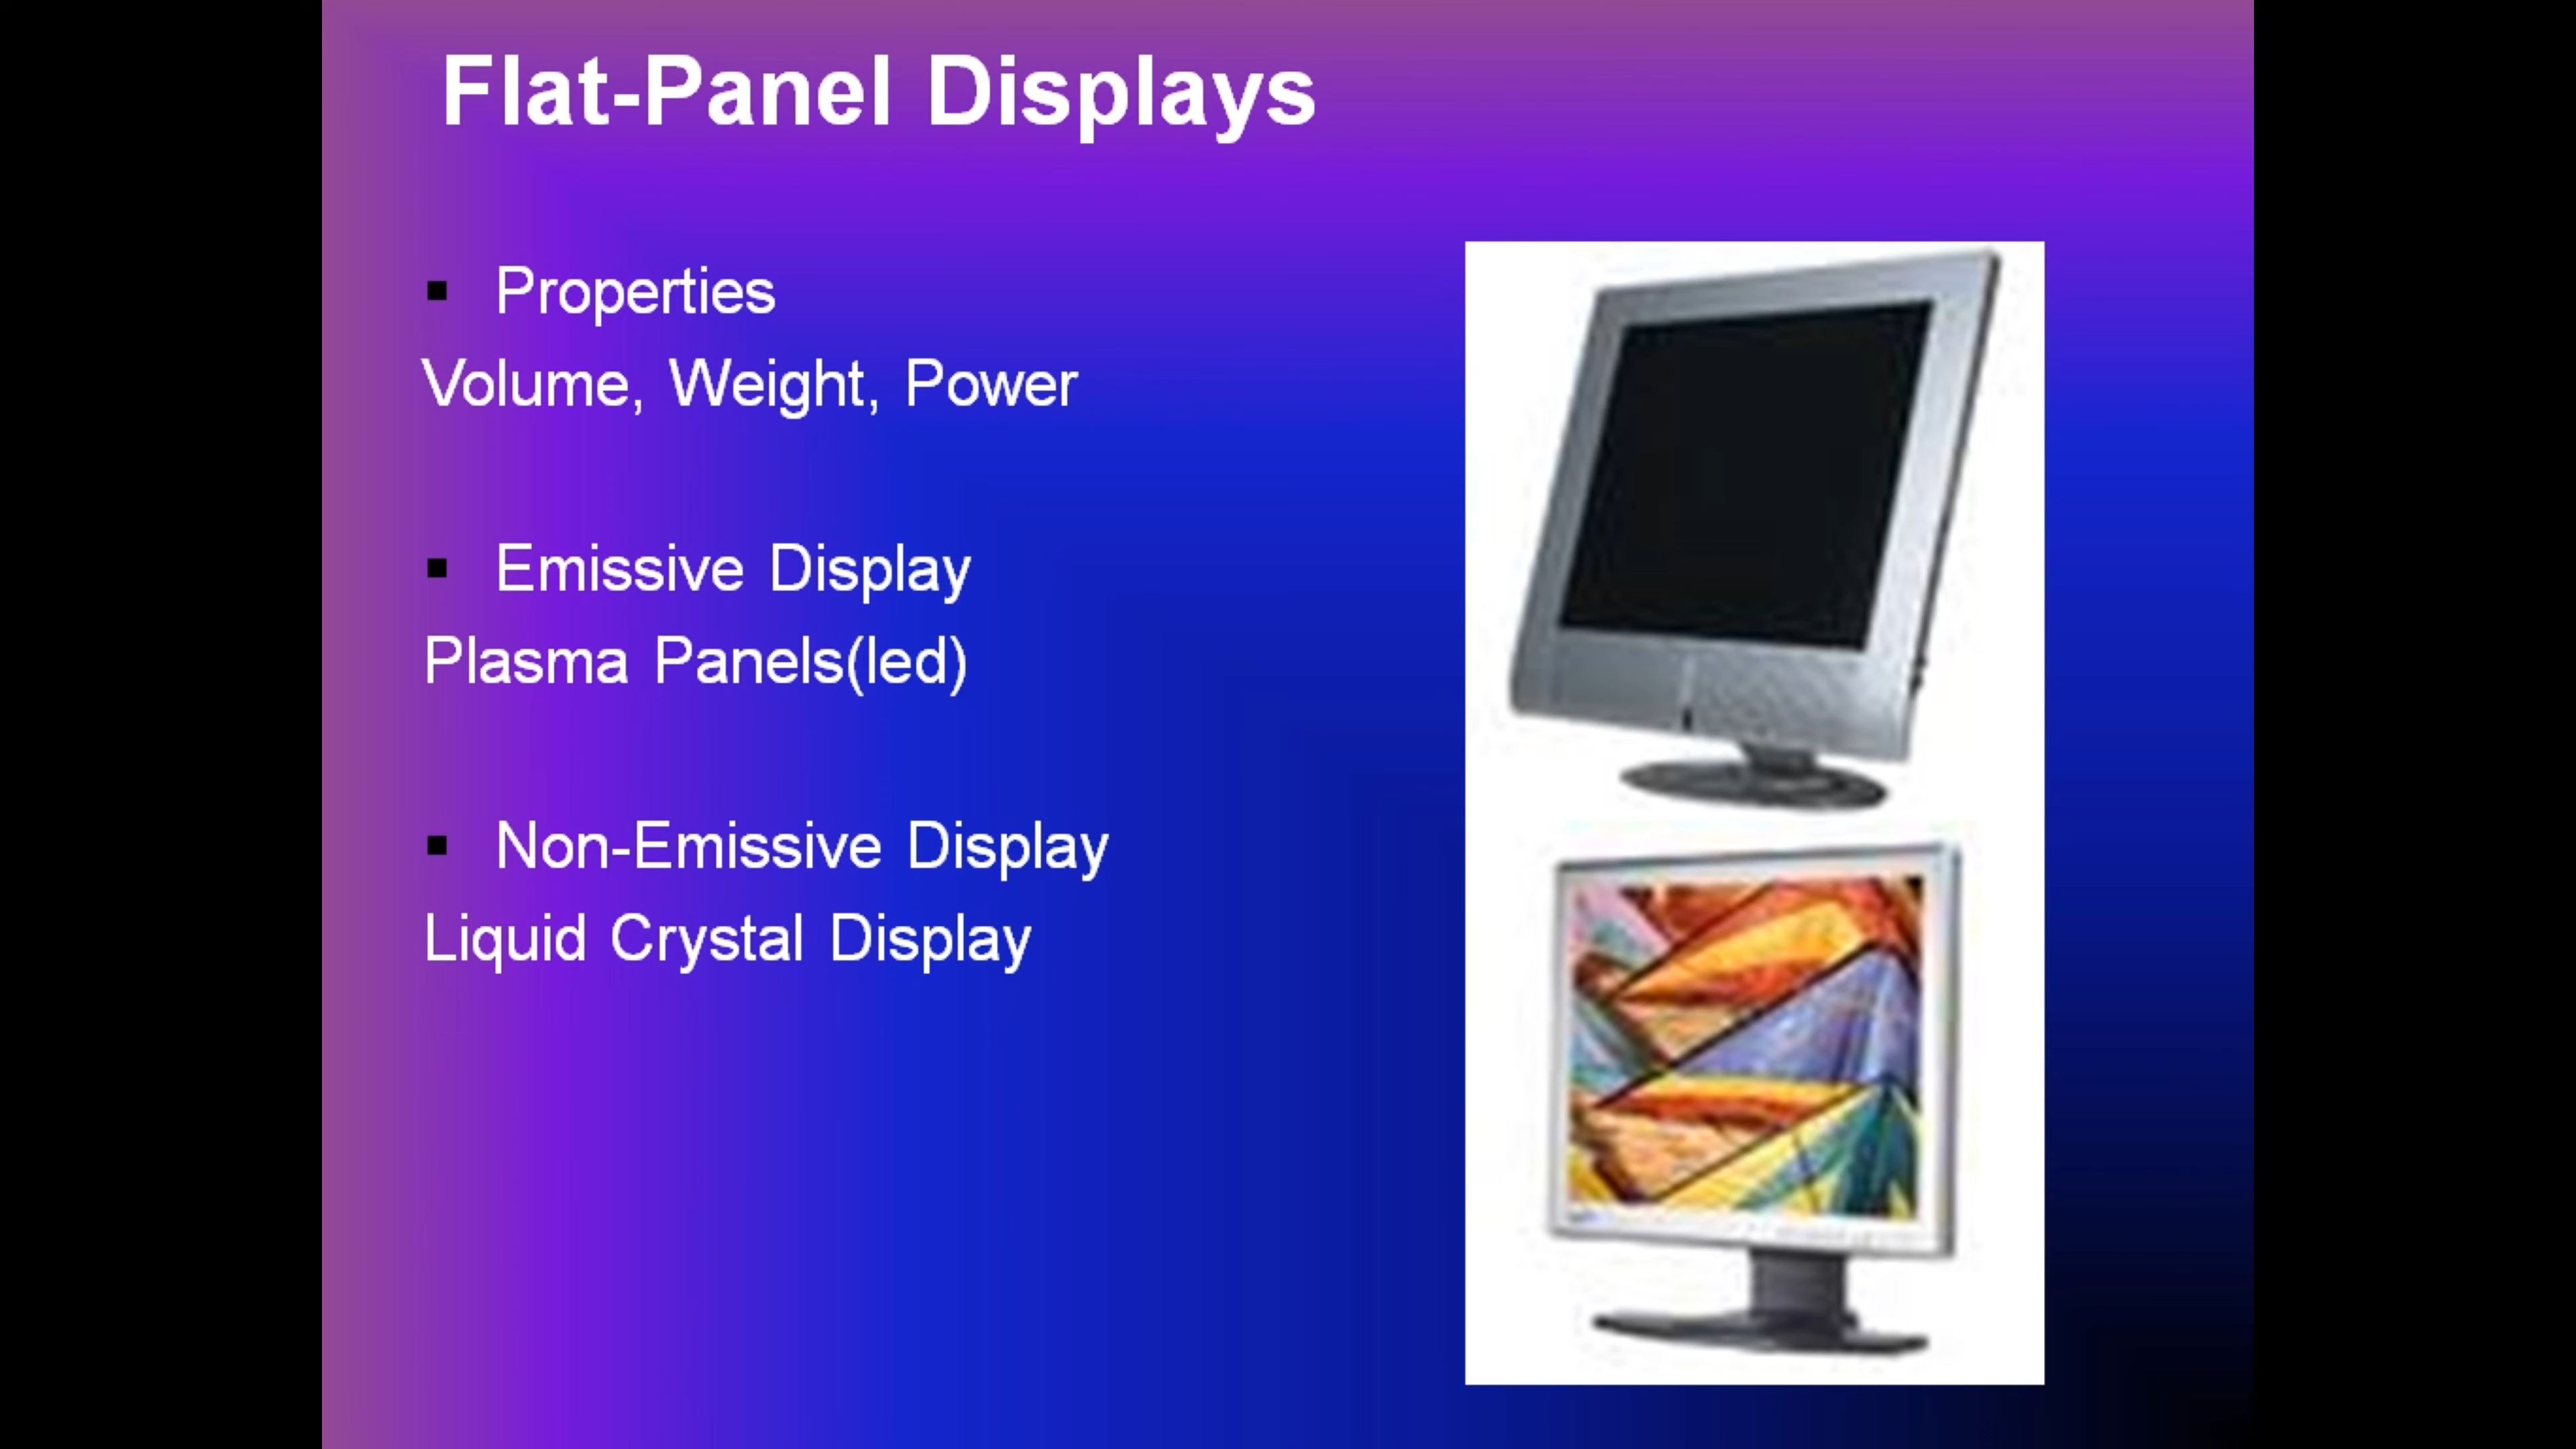 Flat-Panel Displays
▪ Properties
Volume, Weight, Power
▪ Emissive Display
Plasma Panels(led)
▪ Non-Emissive Display
Liquid Crystal Display